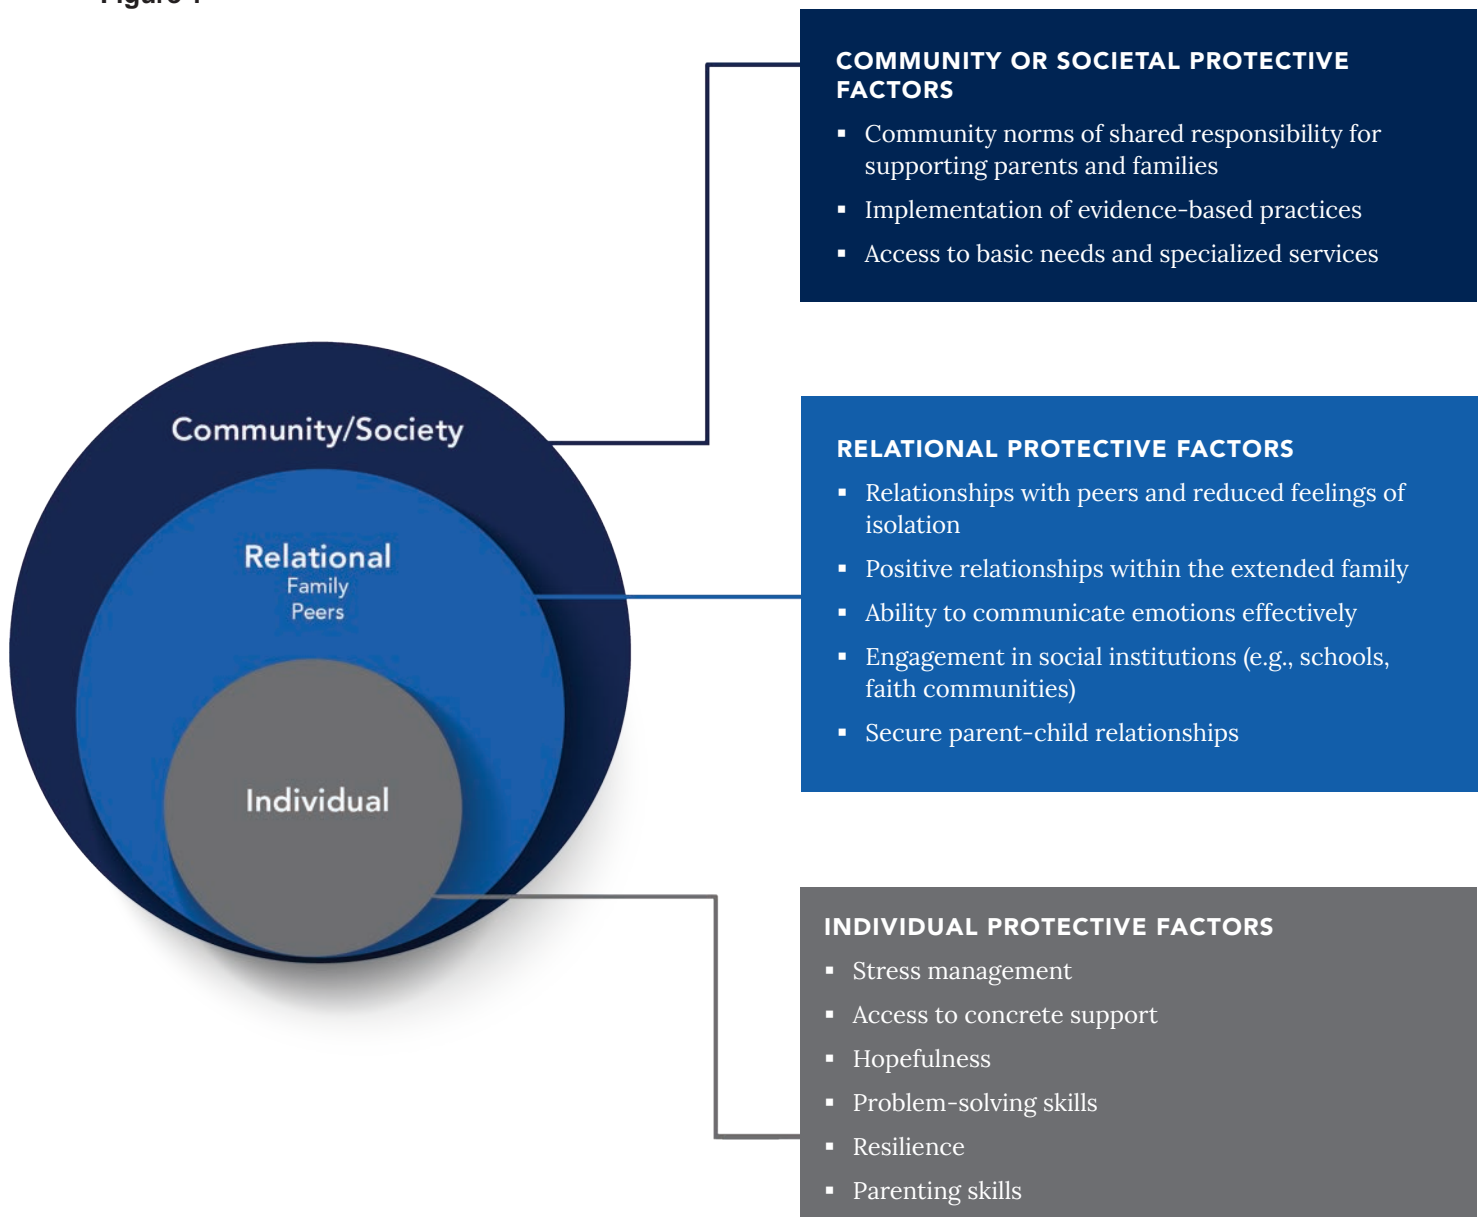 COMMUNITY OR SOCIETAL PROTECTIVE
FACTORS
▪ Community norms of shared responsibility for
supporting parents and families
▪ Implementation of evidence-based practices
▪ Access to basic needs and specialized services
Community/Society
Relational
Family
Peers
Individual
RELATIONAL PROTECTIVE FACTORS
▪ Relationships with peers and reduced feelings of
isolation
▪ Positive relationships within the extended family
▪ Ability to communicate emotions effectively
▪ Engagement in social institutions (e.g., schools,
faith communities)
▪ Secure parent-child relationships
INDIVIDUAL PROTECTIVE FACTORS
▪ Stress management
▪ Access to concrete support
▪ Hopefulness
▪ Problem-solving skills
▪ Resilience
▪ Parenting skills